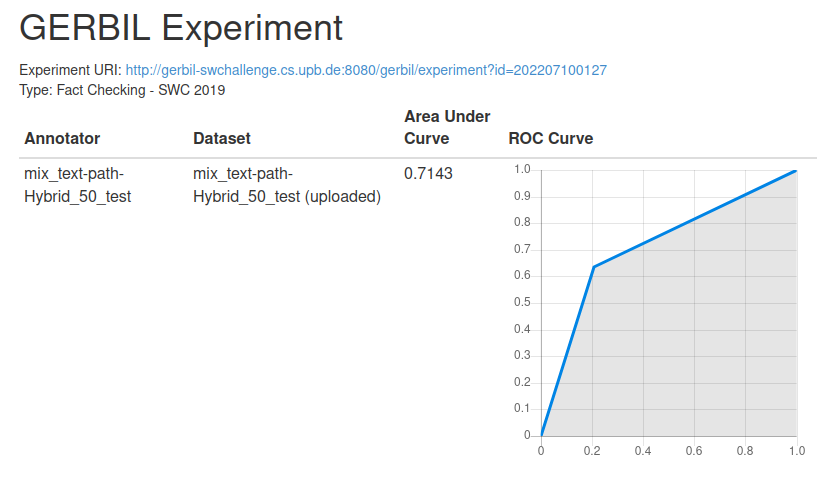 GERBIL Experiment
Experiment URI: http://gerbil-swchallenge.cs.upb.de:8080/gerbil/experiment?id=202207100127
Type: Fact Checking - SWC 2019
Annotator Dataset Area Under Curve ROC Curve
mix_text-path-Hybrid_50_test mix_text-path-Hybrid_50_test (uploaded) 0.7143
1.0
0.9
0.8
0.7
0.6
0.5
0.4
0.3
0.2
0.1
0
0 0.2 0.4 0.6 0.8 1.0